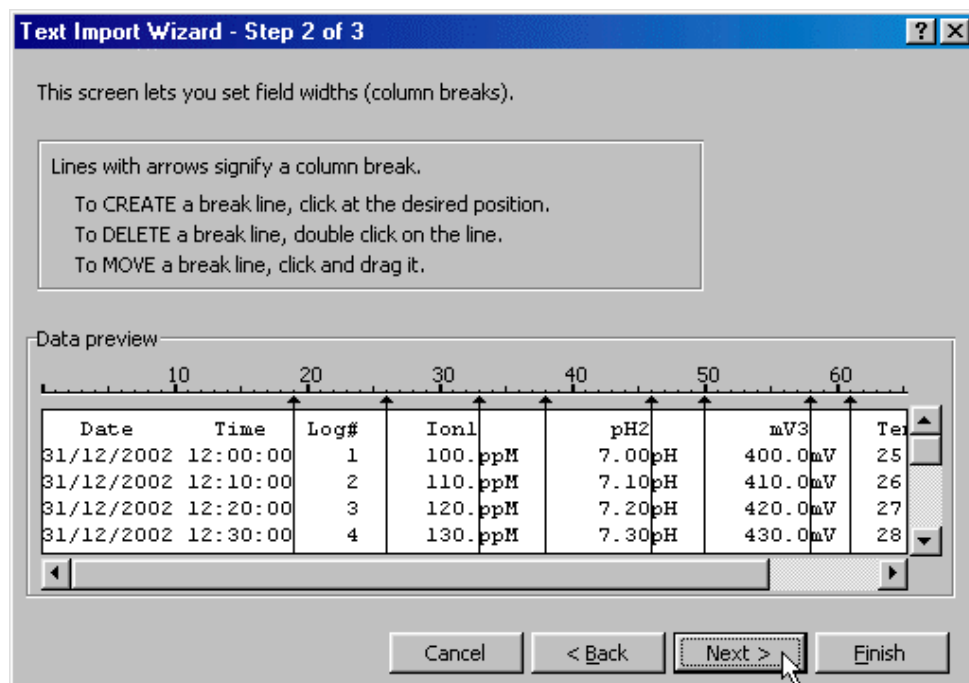 Text Import Wizard - Step 2 of 3
This screen lets you set field widths (column breaks).
Lines with arrows signify a column break.
To CREATE a break line, click at the desired position.
To DELETE a break line, double click on the line.
To MOVE a break line, click and drag it.
Data preview
10 20 30 40 50 60
Date Time Log# Ion1 pH2 mV3 Te
31/12/2002 12:00:00 1 100.ppM 7.00pH 400.0mV 25
31/12/2002 12:10:00 2 110.ppM 7.10pH 410.0mV 26
31/12/2002 12:20:00 3 120.ppM 7.20pH 420.0mV 27
31/12/2002 12:30:00 4 130.ppM 7.30pH 430.0mV 28
Cancel < Back Next > Finish